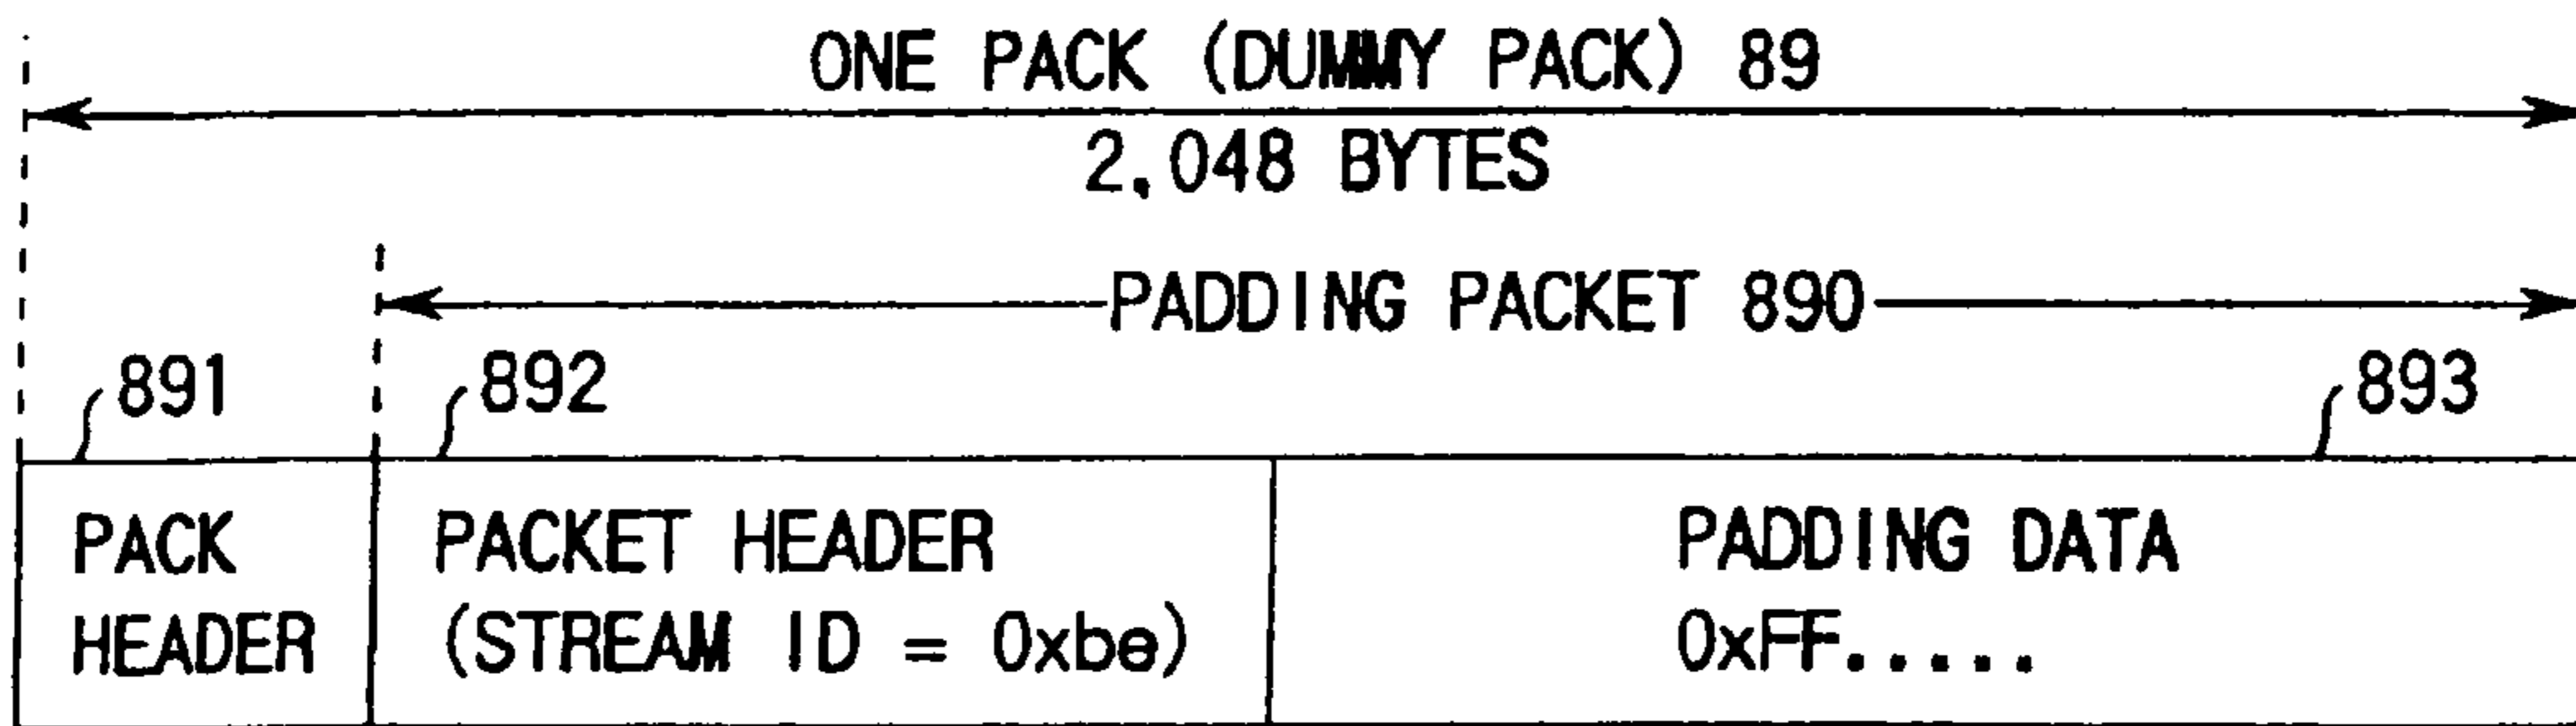 ONE PACK (DUMMY PACK) 89
2,048 BYTES
PADDING PACKET 890
891
892
893
PACK
HEADER
PACKET HEADER
(STREAM ID = 0xbe)
PADDING DATA
0xFF.....